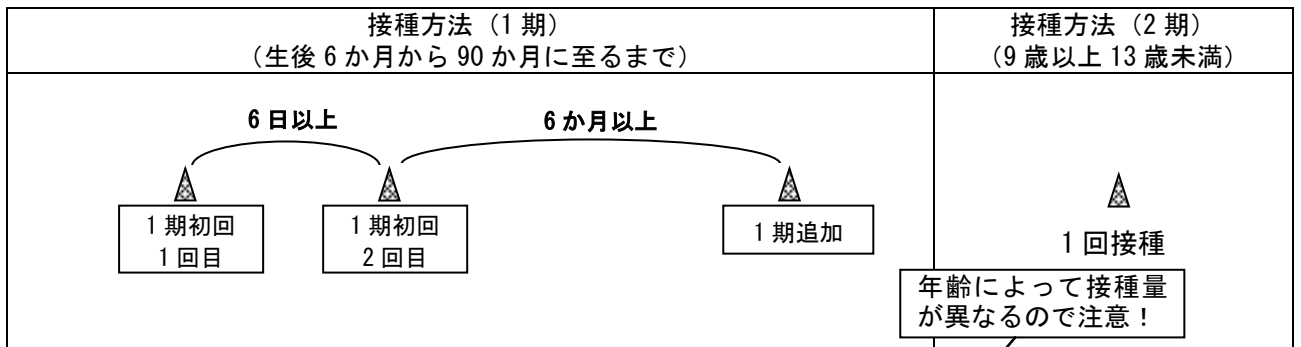 接種方法（1期）
（生後6か月から90か月に至るまで）
接種方法（2期）
（9歳以上13歳未満）
6日以上
6か月以上
1期初回
1回目
1期初回
2回目
1期追加
1回接種
年齢によって接種量
が異なるので注意！